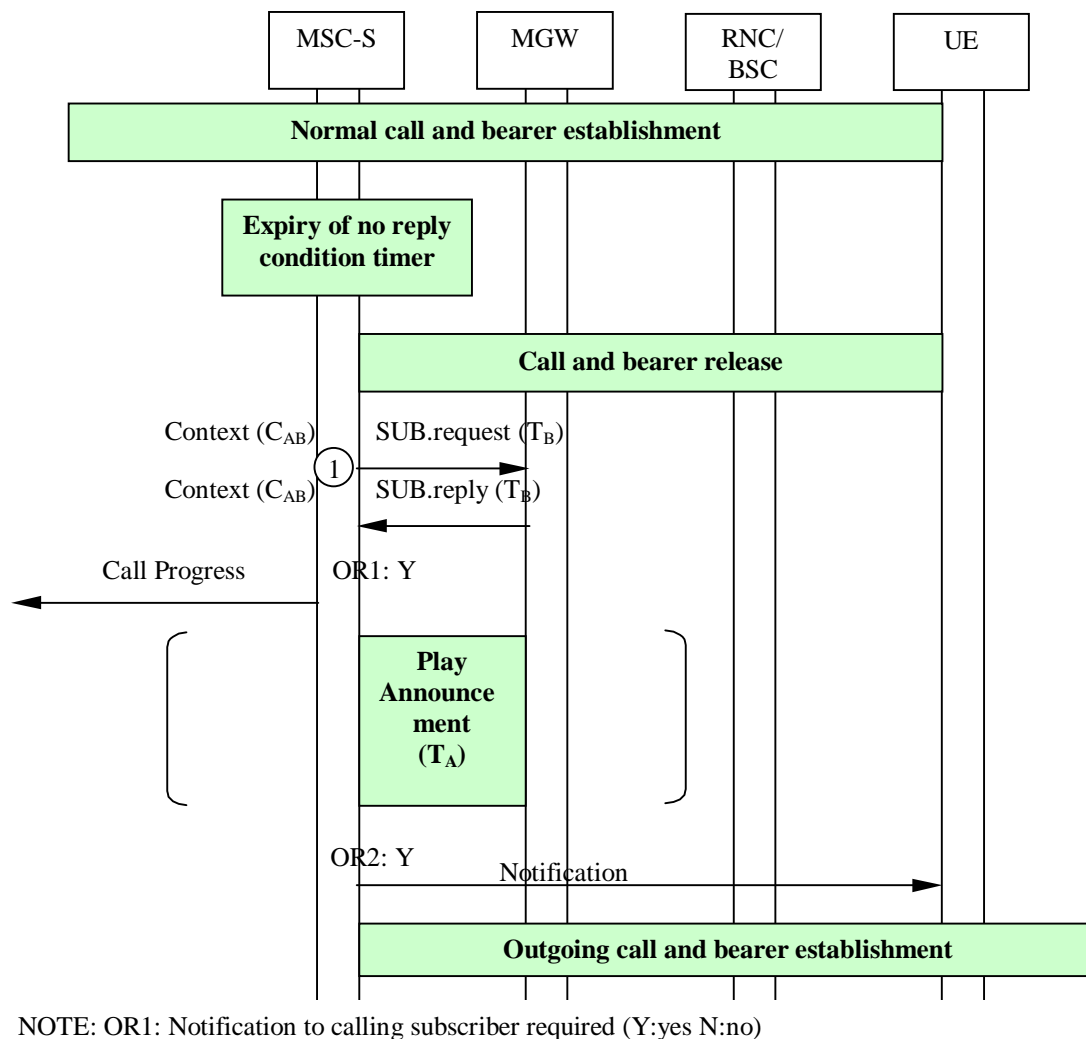 MSC-S MGW RNC/ UE
BSC
Normal call and bearer establishment
Expiry of no reply
condition timer
Call and bearer release
Context (CAB) SUB.request (TB)
1
Context (CAB) SUB.reply (TB)
Call Progress OR1: Y
Play
Announce
ment
(TA)
OR2: Y
Notification
Outgoing call and bearer establishment
NOTE: OR1: Notification to calling subscriber required (Y:yes N:no)